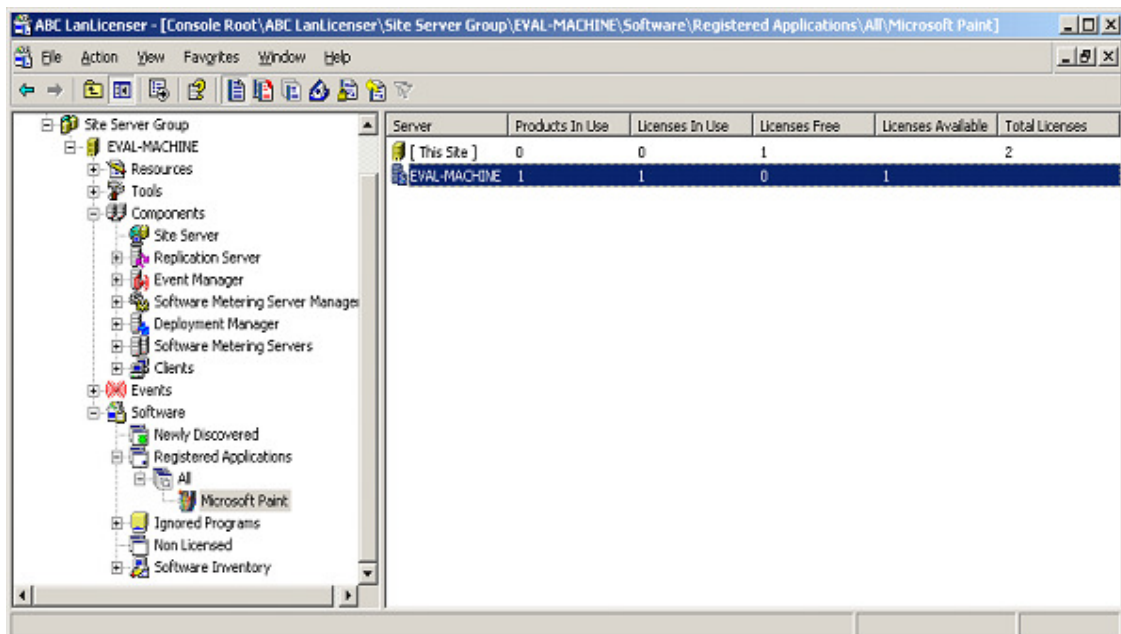 ABC LanLicenser - [Console Root\ABC LanLicenser\Site Server Group\EVAL-MACHINE\Software\Registered Applications\All\Microsoft Paint]
File Action View Favorites Window Help
Site Server Group
EVAL-MACHINE
Resources
Tools
Components
Site Server
Replication Server
Event Manager
Software Metering Server Manager
Deployment Manager
Software Metering Servers
Clients
Events
Software
Newly Discovered
Registered Applications
All
Microsoft Paint
Ignored Programs
Non Licensed
Software Inventory
Server Products In Use Licenses In Use Licenses Free Licenses Available Total Licenses
[ This Site ] 0 0 1 2
EVAL-MACHINE 1 1 0 1